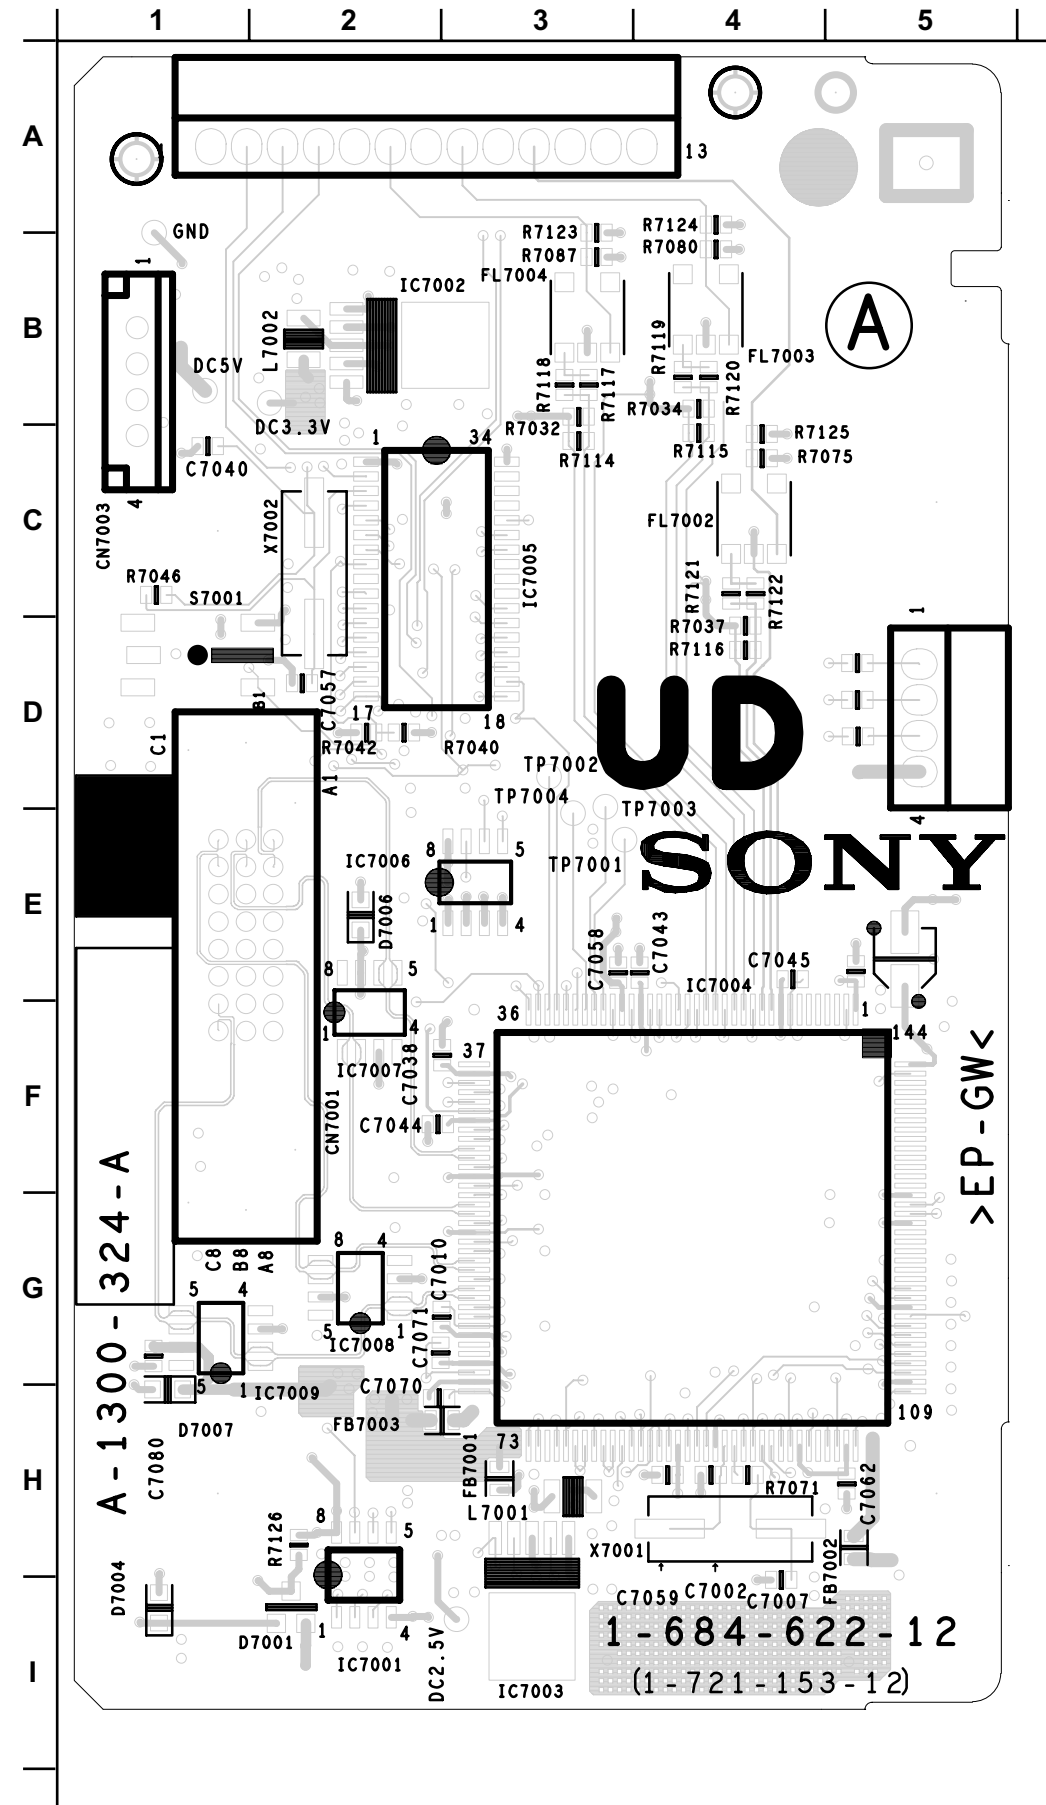 1 2 3 4 5
A
13
R7124
R7123
R7080
GND
R7087
1
FL7004
IC7002
B
L7002
A
R7119
DC5V
FL7003
R7118
R7117
R7120
R7034
DC3.3V
R7032
1 34
R7125
R7115
R7114
R7075
C7040
4
C
X7002
FL7002
CN7003
IC7005
R7046
R7121
R7122
S7001
1
R7037
R7116
C7057
B1
D
17
18
C1
R7042
R7040
UD
TP7002
A1
TP7004
TP7003
4
8 5
SONY
IC7006
TP7001
E
D7006
1 4
C7058
C7043
8 5
C7045
IC7004
36
1
1 4
144
37
IC7007
C7038
F
>EP-GW<
CN7001
C7044
A-1300-324-A
8 4
C8
B8
A8
C7010
G
5 4
5 1
IC7008
C7071
5 1
IC7009
C7070
D7007
FB7003
109
73
C7080
FB7001
H
R7071
C7062
L7001
8 5
R7126
X7001
FB7002
D7004
C7059
C7002
C7007
1-684-622-12
D7001
1 4
IC7001
DC2.5V
I
(1-721-153-12)
IC7003